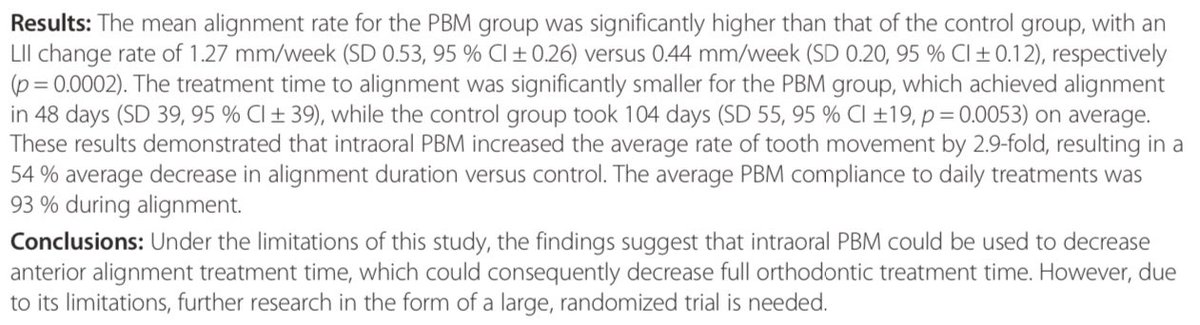 Results: The mean alignment rate for the PBM group was significantly higher than that of the control group, with an
LII change rate of 1.27 mm/week (SD 0.53, 95 % CI ± 0.26) versus 0.44 mm/week (SD 0.20, 95 % CI ± 0.12), respectively
(p = 0.0002). The treatment time to alignment was significantly smaller for the PBM group, which achieved alignment
in 48 days (SD 39, 95 % CI ± 39), while the control group took 104 days (SD 55, 95 % CI ±19, p = 0.0053) on average.
These results demonstrated that intraoral PBM increased the average rate of tooth movement by 2.9-fold, resulting in a
54 % average decrease in alignment duration versus control. The average PBM compliance to daily treatments was
93 % during alignment.
Conclusions: Under the limitations of this study, the findings suggest that intraoral PBM could be used to decrease
anterior alignment treatment time, which could consequently decrease full orthodontic treatment time. However, due
to its limitations, further research in the form of a large, randomized trial is needed.